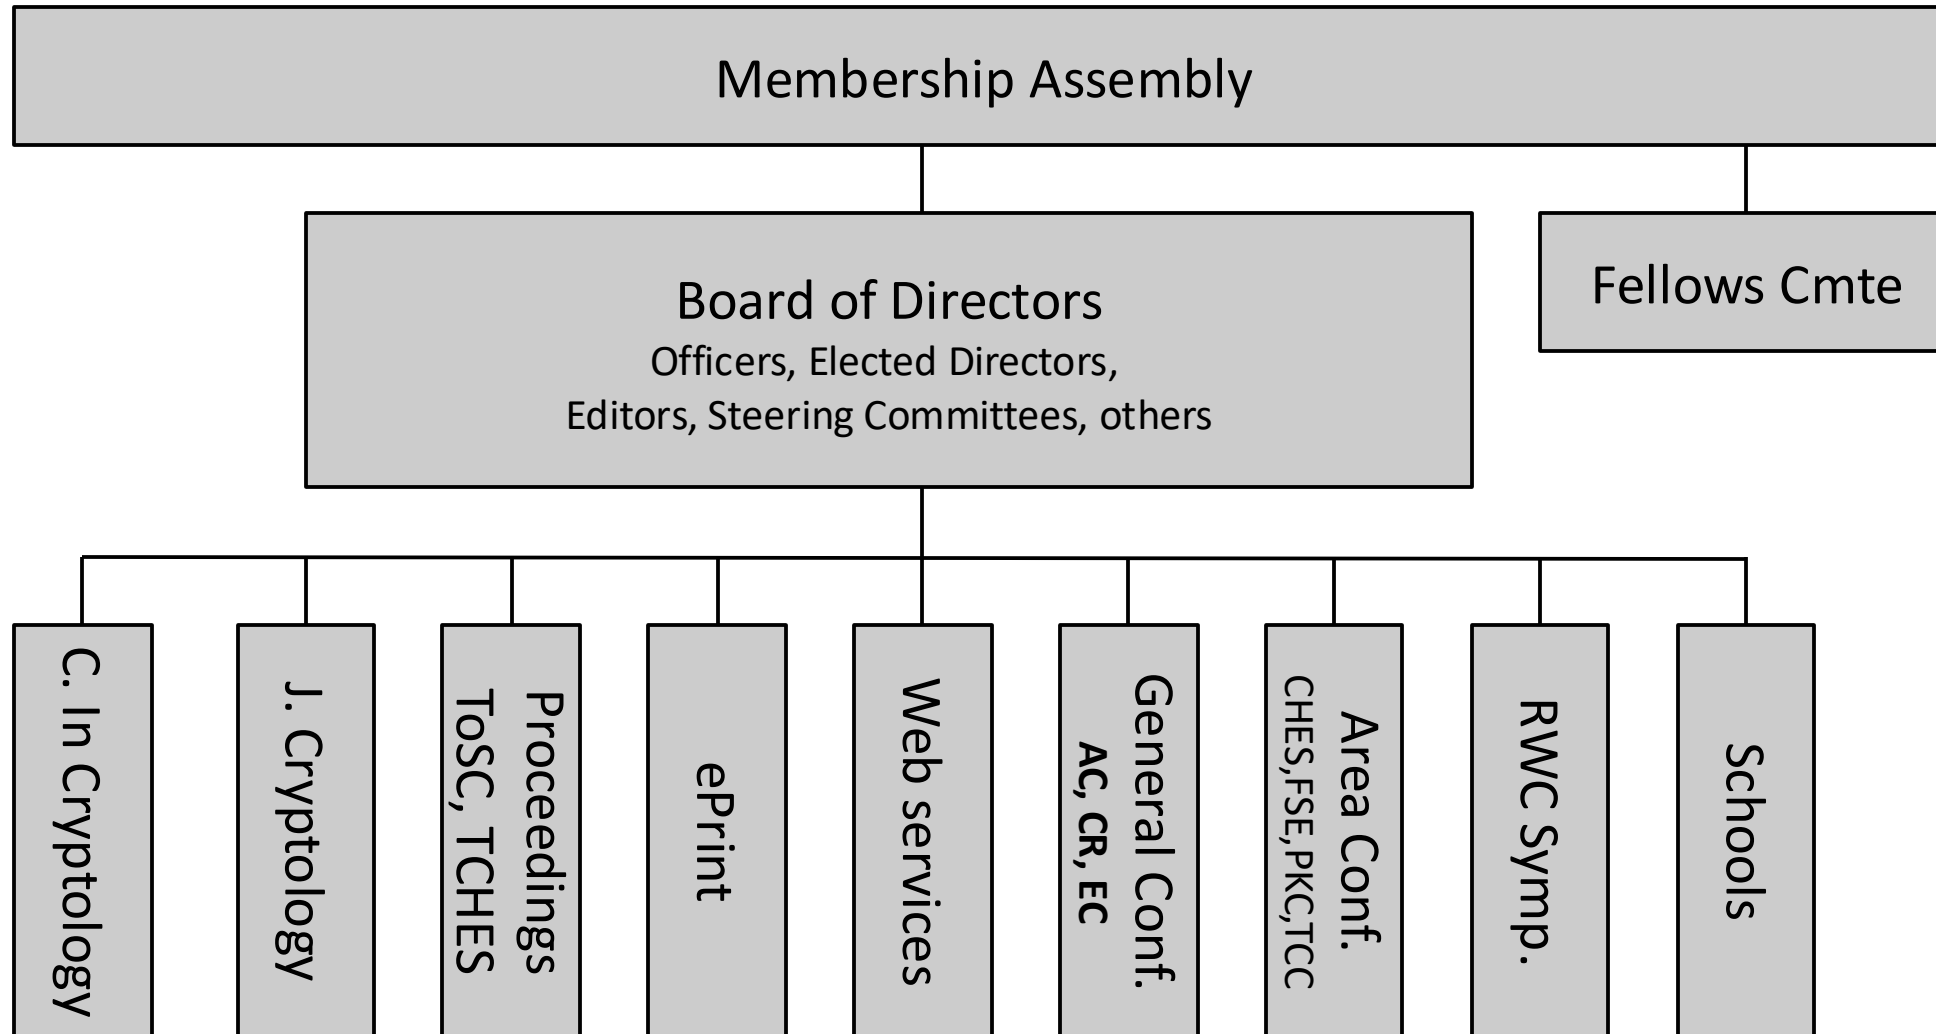 Membership Assembly
Board of Directors
Officers, Elected Directors,
Editors, Steering Committees, others
Fellows Cmte
C. In Cryptology
J. Cryptology
Proceedings
ToSC, TCHES
ePrint
Web services
General Conf.
AC, CR, EC
Area Conf.
CHES,FSE,PKC,TCC
RWC Symp.
Schools